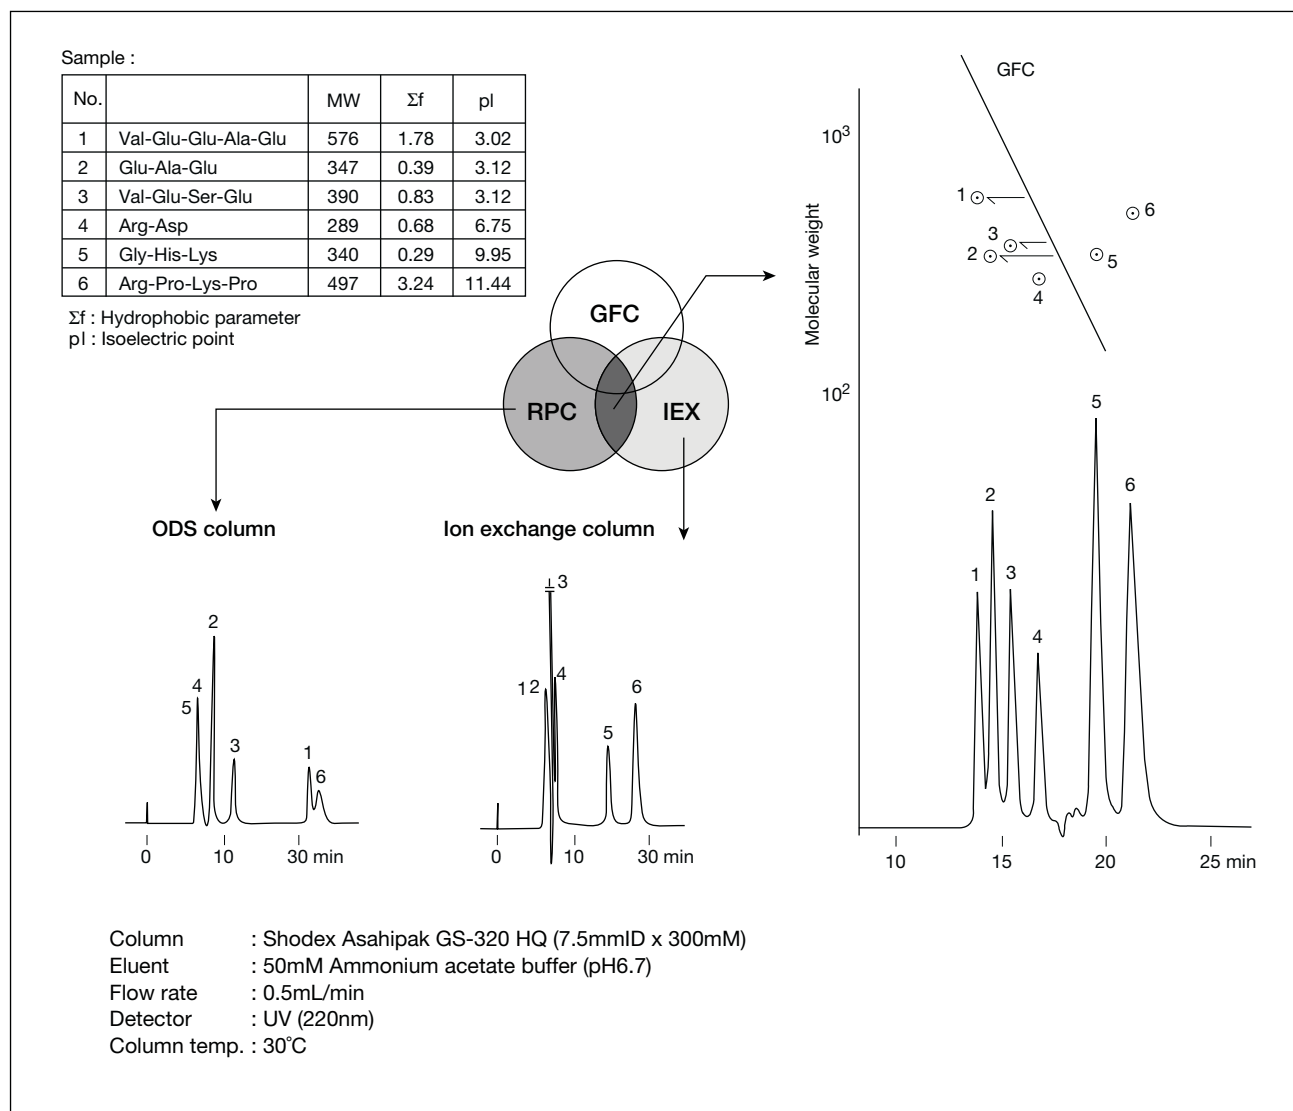 Sample :
No. MW Σf pI
1 Val-Glu-Glu-Ala-Glu 576 1.78 3.02
2 Glu-Ala-Glu 347 0.39 3.12
3 Val-Glu-Ser-Glu 390 0.83 3.12
4 Arg-Asp 289 0.68 6.75
5 Gly-His-Lys 340 0.29 9.95
6 Arg-Pro-Lys-Pro 497 3.24 11.44
Σf : Hydrophobic parameter
pI : Isoelectric point
GFC
RPC
IEX
GFC
Molecular weight
10³
10²
1
6
3
2
5
4
5
6
2
1
3
4
10 15 20 25 min
ODS column
2
4
5
3
1
6
0 10 30 min
Ion exchange column
3
4
1 2
6
5
0 10 30 min
Column : Shodex Asahipak GS-320 HQ (7.5mmID x 300mM)
Eluent : 50mM Ammonium acetate buffer (pH6.7)
Flow rate : 0.5mL/min
Detector : UV (220nm)
Column temp. : 30˚C